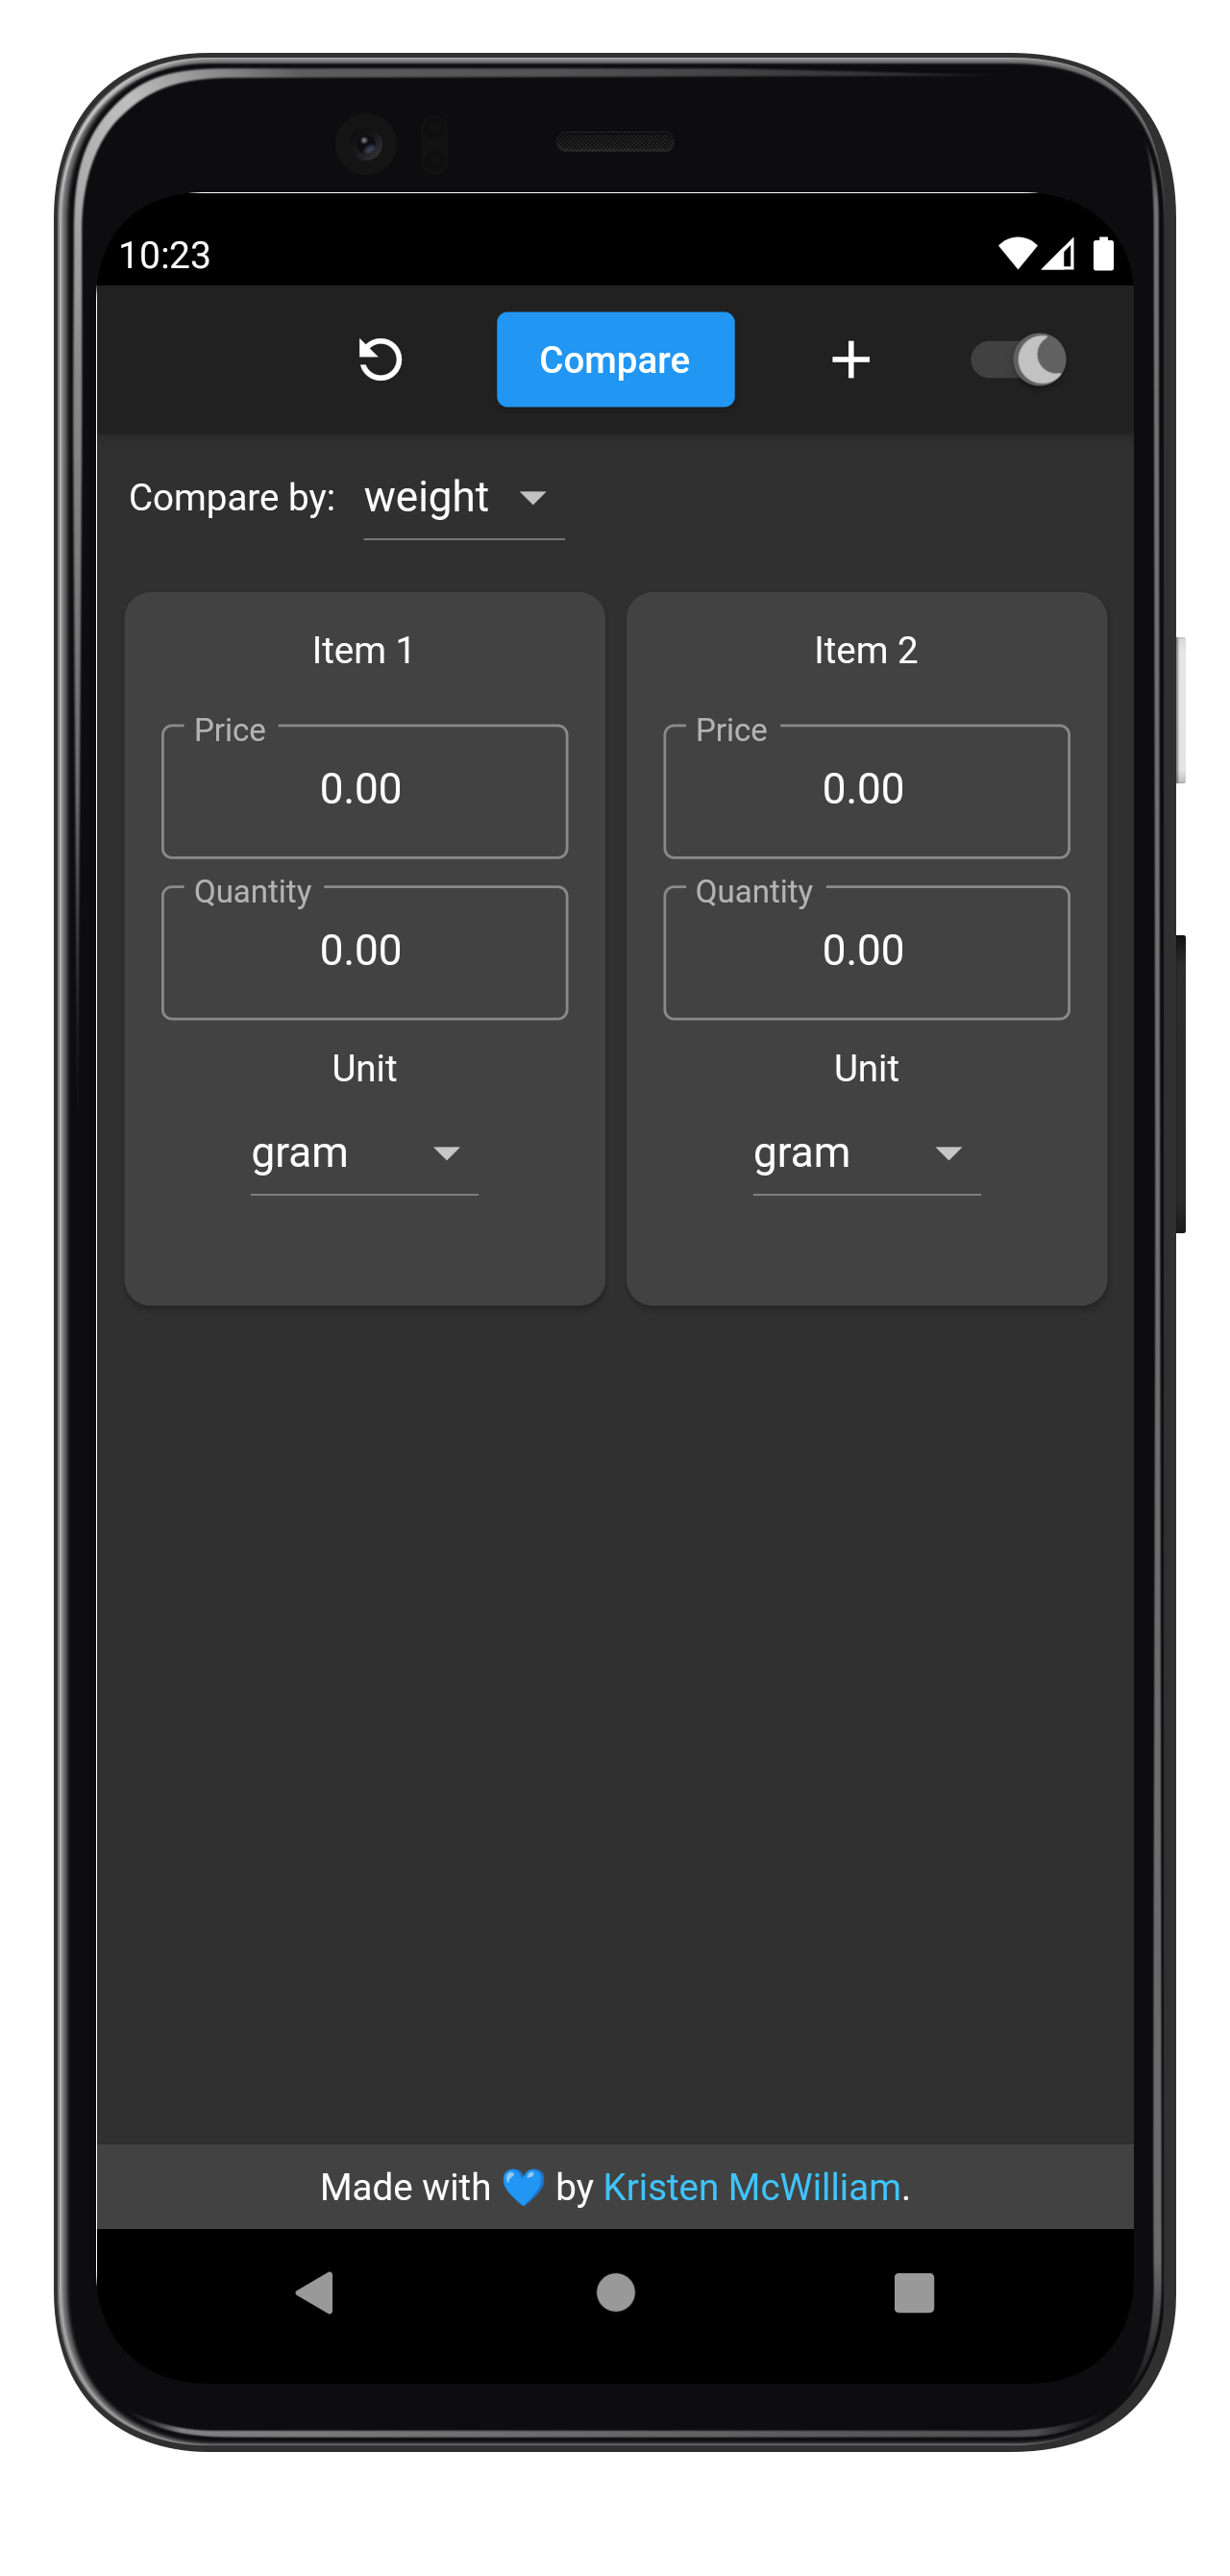 10:23
Compare
Compare by: weight
Item 1
Item 2
Price
0.00
Price
0.00
Quantity
0.00
Quantity
0.00
Unit
Unit
gram
gram
Made with 💙 by Kristen McWilliam.